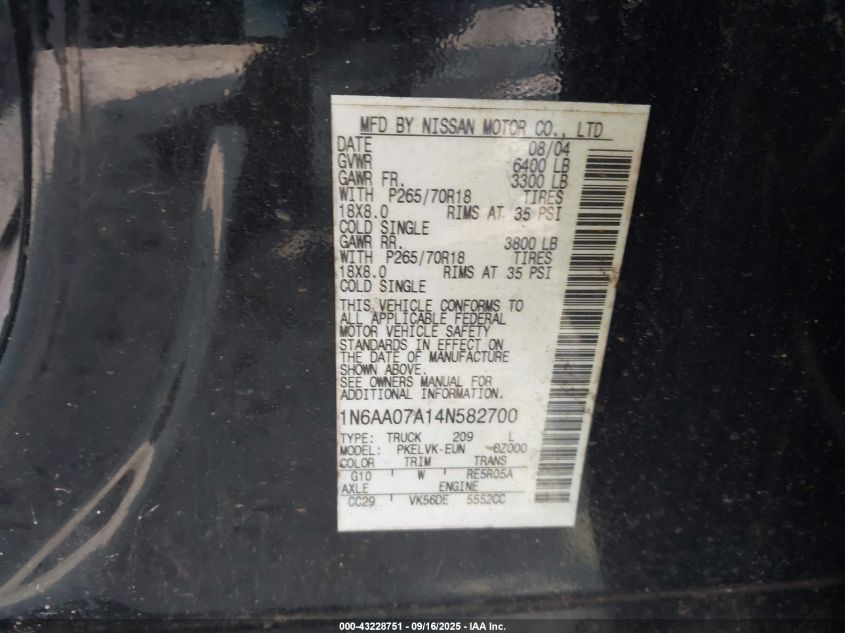 MFD BY NISSAN MOTOR CO., LTD
DATE 08/04
GVWR 6400 LB
GAWR FR. 3300 LB
WITH P265/70R18 TIRES
18X8.0 RIMS AT 35 PSI
COLD SINGLE
GAWR RR. 3800 LB
WITH P265/70R18 TIRES
18X8.0 RIMS AT 35 PSI
COLD SINGLE
THIS VEHICLE CONFORMS TO
ALL APPLICABLE FEDERAL
MOTOR VEHICLE SAFETY
STANDARDS IN EFFECT ON
THE DATE OF MANUFACTURE
SHOWN ABOVE.
SEE OWNERS MANUAL FOR
ADDITIONAL INFORMATION.
1N6AA07A14N582700
TYPE: TRUCK 209 L
MODEL: PKELVK-EUN 0Z000
COLOR TRIM TRANS
G10 W RE5R05A
AXLE ENGINE
CC29 VK56DE 5552CC
000-43228751 - 09/16/2025 - IAA Inc.